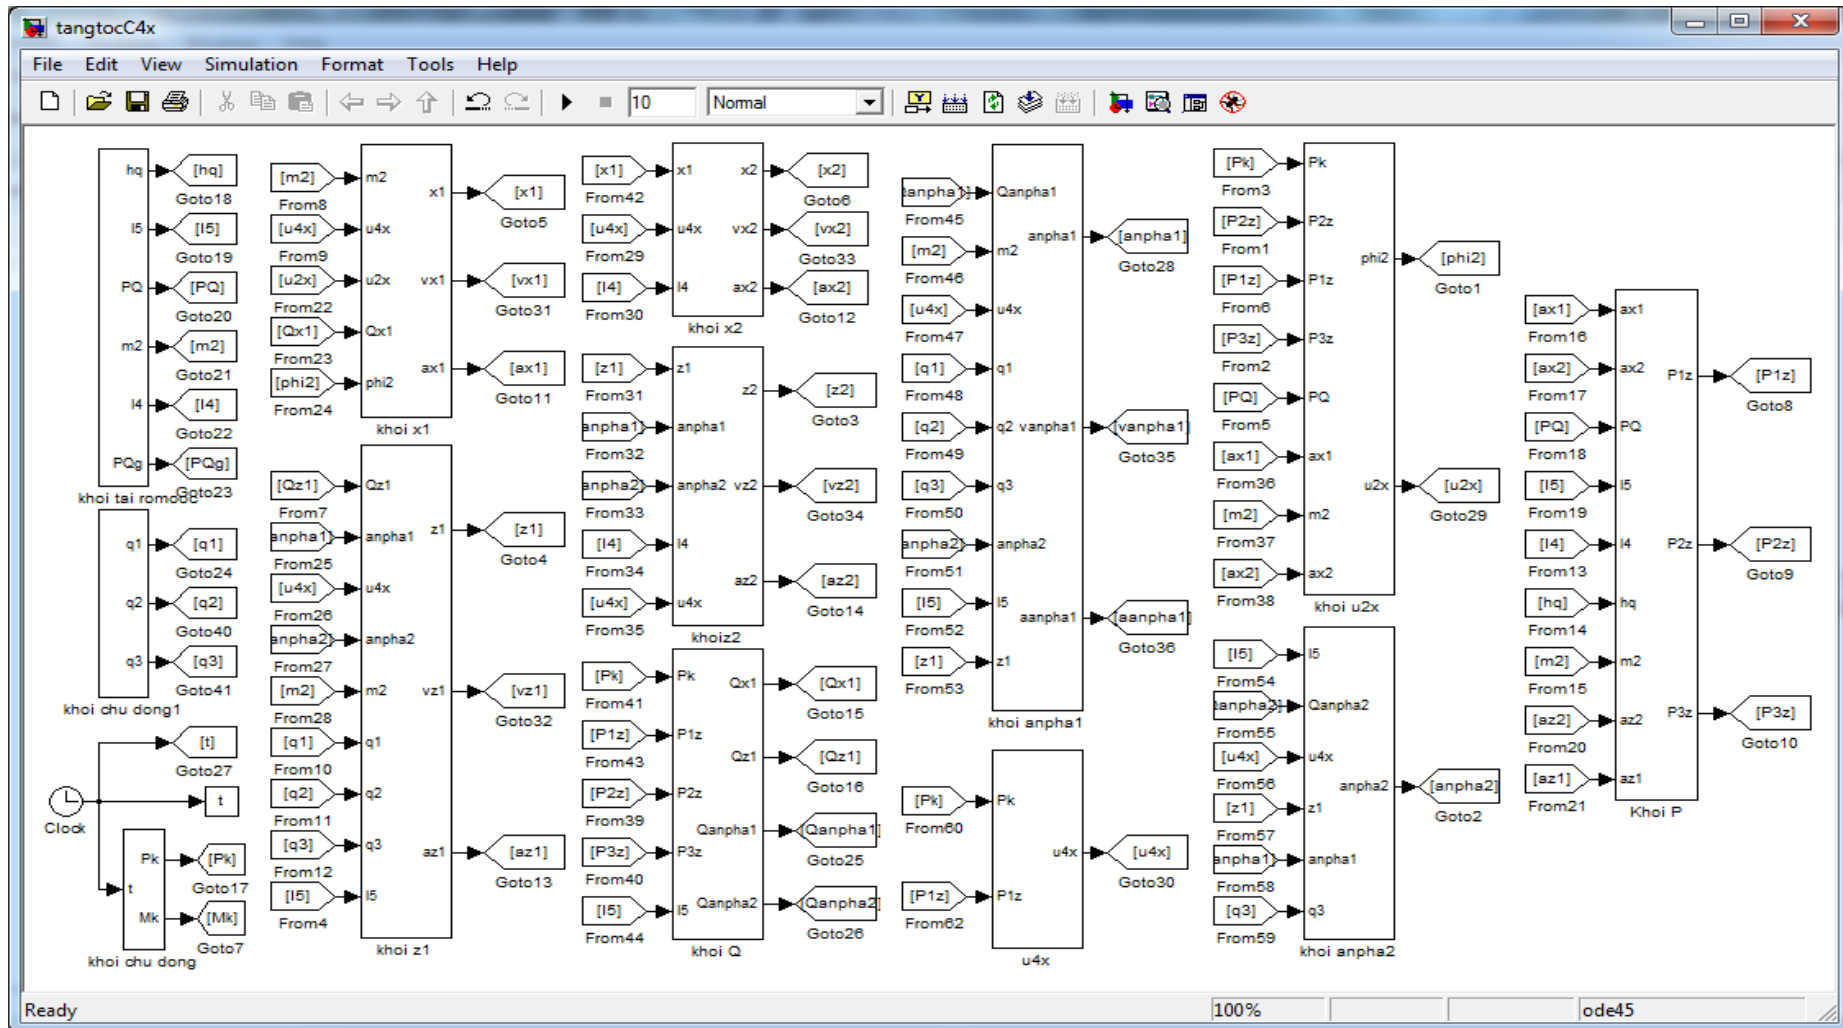 tangtocC4x
File Edit View Simulation Format Tools Help
10 Normal
hq [hq]
Goto18
l5 [l5]
Goto19
PQ [PQ]
Goto20
m2 [m2]
Goto21
l4 [l4]
Goto22
PQg [PQg]
Goto23
khoi tai romooc
q1 [q1]
Goto24
q2 [q2]
Goto40
q3 [q3]
Goto41
khoi chu dong1
[t]
Goto27
t
Clock
t
Pk [Pk]
Goto17
Mk [Mk]
Goto7
khoi chu dong
[m2] m2
From8
[u4x] u4x
From9
[u2x] u2x
From22
[Qx1] Qx1
From23
[phi2] phi2
From24
x1 [x1]
Goto5
vx1 [vx1]
Goto31
ax1 [ax1]
Goto11
khoi x1
[Qz1] Qz1
From7
anpha1] anpha1
From25
[u4x] u4x
From26
anpha2] anpha2
From27
[m2] m2
From28
[q1] q1
From10
[q2] q2
From11
[q3] q3
From12
[l5] l5
From4
z1 [z1]
Goto4
vz1 [vz1]
Goto32
az1 [az1]
Goto13
khoi z1
[x1] x1
From42
[u4x] u4x
From29
[l4] l4
From30
x2 [x2]
Goto6
vx2 [vx2]
Goto33
ax2 [ax2]
Goto12
khoi x2
[z1] z1
From31
anpha1] anpha1
From32
anpha2] anpha2
From33
[l4] l4
From34
[u4x] u4x
From35
z2 [z2]
Goto3
vz2 [vz2]
Goto34
az2 [az2]
Goto14
khoiz2
[Pk] Pk
From41
[P1z] P1z
From43
[P2z] P2z
From39
[P3z] P3z
From40
[l5] l5
From44
Qx1 [Qx1]
Goto15
Qz1 [Qz1]
Goto16
Qanpha1 [Qanpha1]
Goto25
Qanpha2 [Qanpha2]
Goto26
khoi Q
anpha1] Qanpha1
From45
[m2] m2
From46
[u4x] u4x
From47
[q1] q1
From48
[q2] q2
From49
[q3] q3
From50
anpha2] anpha2
From51
[l5] l5
From52
[z1] z1
From53
anpha1 [anpha1]
Goto28
vanpha1 [vanpha1]
Goto35
aanpha1 [aanpha1]
Goto36
khoi anpha1
[Pk] Pk
From60
[P1z] P1z
From62
u4x [u4x]
Goto30
u4x
[Pk] Pk
From3
[P2z] P2z
From1
[P1z] P1z
From6
[P3z] P3z
From2
[PQ] PQ
From5
[ax1] ax1
From36
[m2] m2
From37
[ax2] ax2
From38
phi2 [phi2]
Goto1
u2x [u2x]
Goto29
khoi u2x
[l5] l5
From54
anpha2] Qanpha2
From55
[u4x] u4x
From56
[z1] z1
From57
anpha1] anpha1
From58
[q3] q3
From59
anpha2 [anpha2]
Goto2
khoi anpha2
[ax1] ax1
From16
[ax2] ax2
From17
[PQ] PQ
From18
[l5] l5
From19
[l4] l4
From13
[hq] hq
From14
[m2] m2
From15
[az2] az2
From20
[az1] az1
From21
P1z [P1z]
Goto8
P2z [P2z]
Goto9
P3z [P3z]
Goto10
Khoi P
Ready 100% ode45